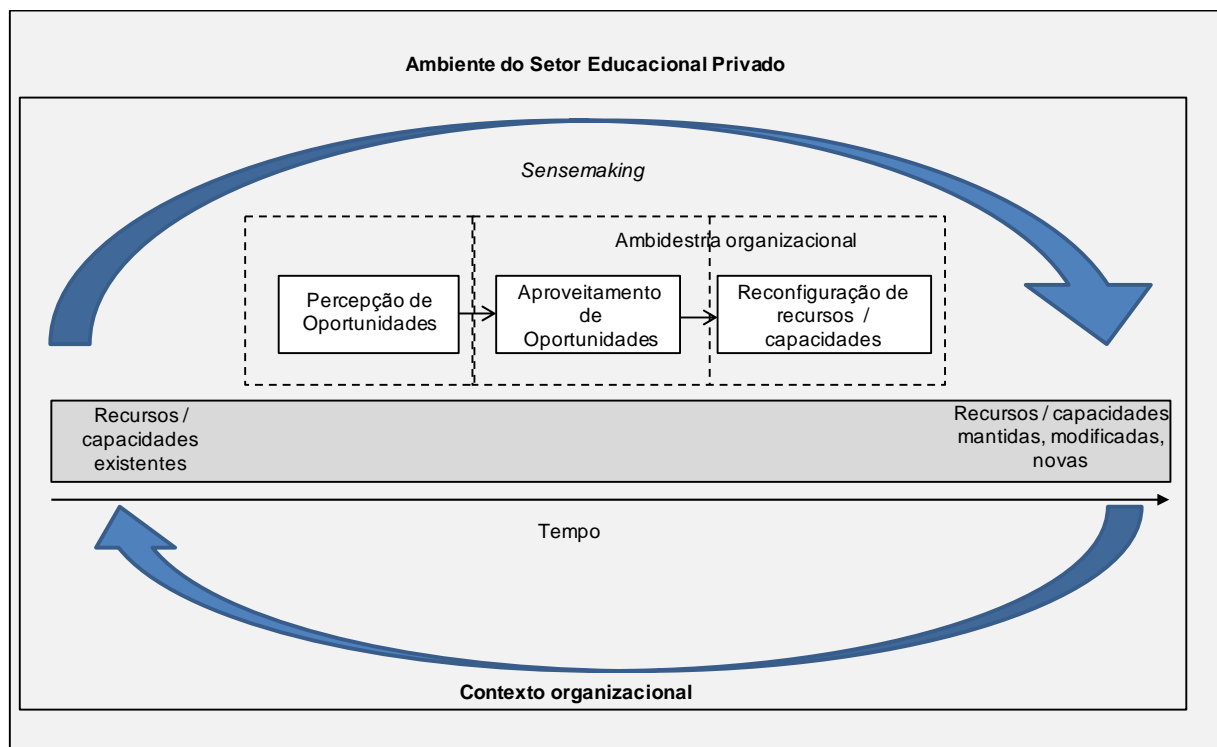 Ambiente do Setor Educacional Privado
Sensemaking
Ambidestria organizacional
Percepção de
Oportunidades
Aproveitamento
de
Oportunidades
Reconfiguração de
recursos /
capacidades
Recursos /
capacidades
existentes
Recursos / capacidades
mantidas, modificadas,
novas
Tempo
Contexto organizacional